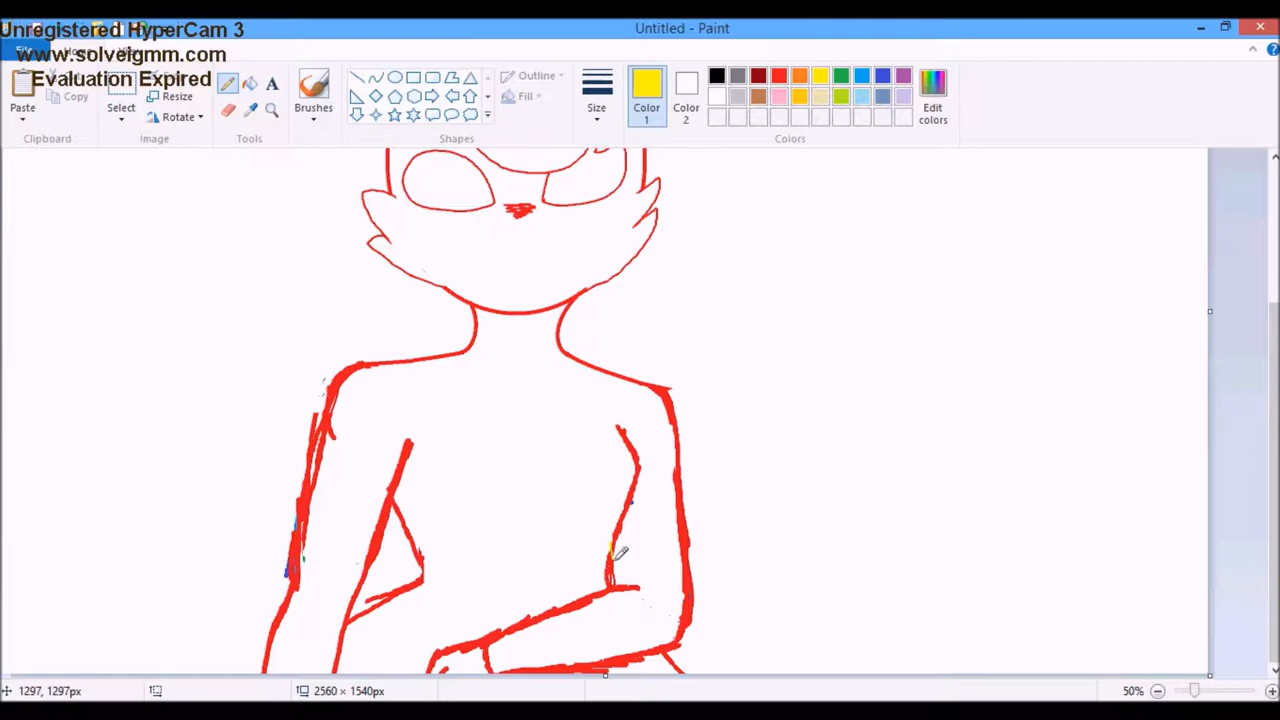 Unregistered HyperCam 3
www.solveigmm.com
Evaluation Expired
Untitled - Paint
File
Paste
Copy
Clipboard
Select
Resize
Rotate
Image
Tools
Brushes
Outline
Fill
Shapes
Size
Color 1
Color 2
Edit colors
Colors
1297, 1297px
2560 × 1540px
50%